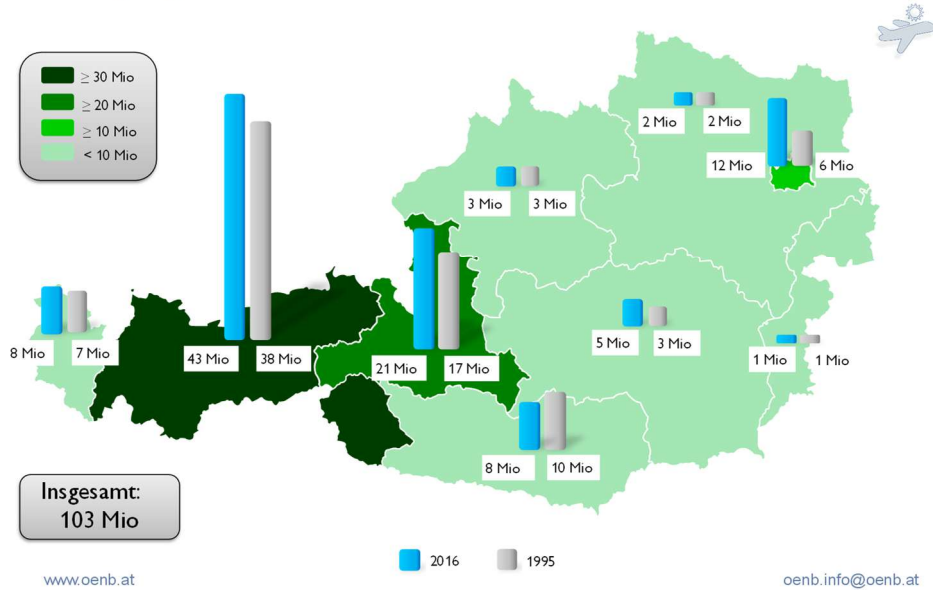 ≥ 30 Mio
≥ 20 Mio
≥ 10 Mio
< 10 Mio
2 Mio
2 Mio
12 Mio
6 Mio
3 Mio
3 Mio
8 Mio
7 Mio
43 Mio
38 Mio
21 Mio
17 Mio
5 Mio
3 Mio
1 Mio
1 Mio
8 Mio
10 Mio
Insgesamt:
103 Mio
2016
1995
www.oenb.at
oenb.info@oenb.at